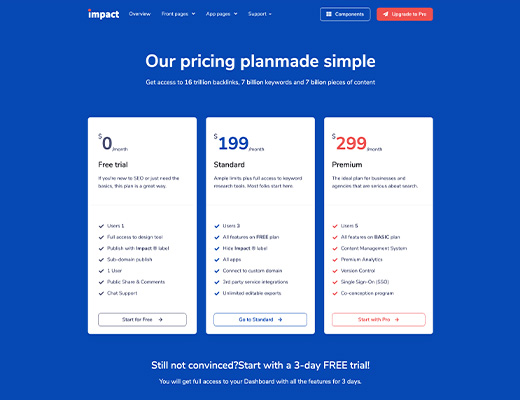 impact
Overview
Front pages
App pages
Support
Components
Upgrade to Pro
Our pricing planmade simple
Get access to 16 trillion backlinks, 7 billion keywords and 7 bilion pieces of content
$0/month
Free trial
If you're new to SEO or just need the
basics, this plan is a great way.
Users 1
Full access to design tool
Publish with Impact ® label
Sub-domain publish
1 User
Public Share & Comments
Chat Support
Start for Free
$199/month
Standard
Ample limits plus full access to keyword
research tools. Most folks start here.
Users 3
All features on FREE plan
Hide Impact ® label
All apps
Connect to custom domain
3rd party service integrations
Unlimited editable exports
Go to Standard
$299/month
Premium
The ideal plan for businesses and
agencies that are serious about search.
Users 5
All features on BASIC plan
Content Management System
Premium Analytics
Version Control
Single Sign-On (SSO)
Co-conception program
Start with Pro
Still not convinced?Start with a 3-day FREE trial!
You will get full access to your Dashboard with all the features for 3 days.